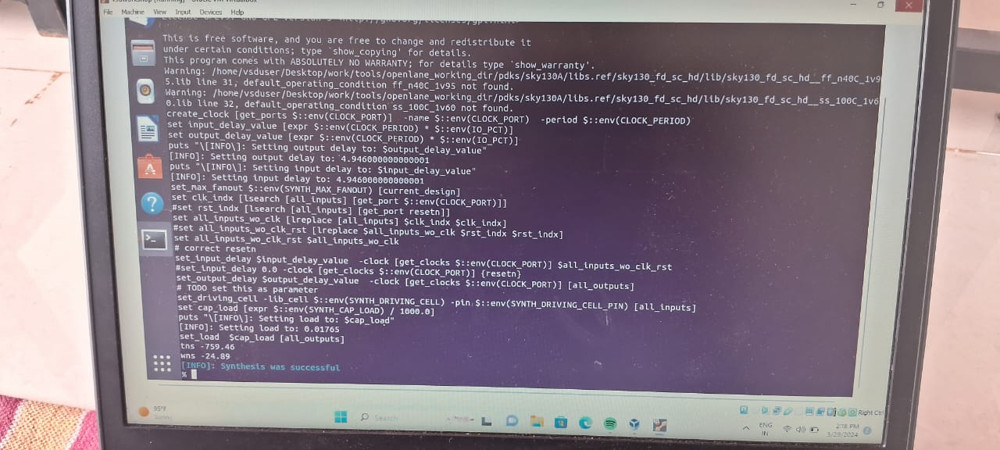 File Machine View Input Devices Help
This is free software, and you are free to change and redistribute it
under certain conditions; type `show_copying' for details.
This program comes with ABSOLUTELY NO WARRANTY; for details type `show_warranty'.
Warning: /home/vsduser/Desktop/work/tools/openlane_working_dir/pdks/sky130A/libs.ref/sky130_fd_sc_hd/lib/sky130_fd_sc_hd__ff_n40C_1v9
5.lib line 31, default_operating_condition ff_n40C_1v95 not found.
Warning: /home/vsduser/Desktop/work/tools/openlane_working_dir/pdks/sky130A/libs.ref/sky130_fd_sc_hd/lib/sky130_fd_sc_hd__ss_100C_1v6
0.lib line 32, default_operating_condition ss_100C_1v60 not found.
create_clock [get_ports $::env(CLOCK_PORT)]  -name $::env(CLOCK_PORT)  -period $::env(CLOCK_PERIOD)
set input_delay_value [expr $::env(CLOCK_PERIOD) * $::env(IO_PCT)]
set output_delay_value [expr $::env(CLOCK_PERIOD) * $::env(IO_PCT)]
puts "\[INFO\]: Setting output delay to: $output_delay_value"
[INFO]: Setting output delay to: 4.946000000000001
puts "\[INFO\]: Setting input delay to: $input_delay_value"
[INFO]: Setting input delay to: 4.946000000000001
set_max_fanout $::env(SYNTH_MAX_FANOUT) [current_design]
set clk_indx [lsearch [all_inputs] [get_port $::env(CLOCK_PORT)]]
#set rst_indx [lsearch [all_inputs] [get_port resetn]]
set all_inputs_wo_clk [lreplace [all_inputs] $clk_indx $clk_indx]
#set all_inputs_wo_clk_rst [lreplace $all_inputs_wo_clk $rst_indx $rst_indx]
set all_inputs_wo_clk_rst $all_inputs_wo_clk
# correct resetn
set_input_delay $input_delay_value  -clock [get_clocks $::env(CLOCK_PORT)] $all_inputs_wo_clk_rst
#set_input_delay 0.0 -clock [get_clocks $::env(CLOCK_PORT)] {resetn}
set_output_delay $output_delay_value  -clock [get_clocks $::env(CLOCK_PORT)] [all_outputs]
# TODO set this as parameter
set_driving_cell -lib_cell $::env(SYNTH_DRIVING_CELL) -pin $::env(SYNTH_DRIVING_CELL_PIN) [all_inputs]
set cap_load [expr $::env(SYNTH_CAP_LOAD) / 1000.0]
puts "\[INFO\]: Setting load to: $cap_load"
[INFO]: Setting load to: 0.01765
set_load  $cap_load [all_outputs]
tns -759.46
wns -24.89
[INFO]: Synthesis was successful
%
Right Ctrl
95°F
Sunny
Search
ENG
IN
2:18 PM
3/29/2024